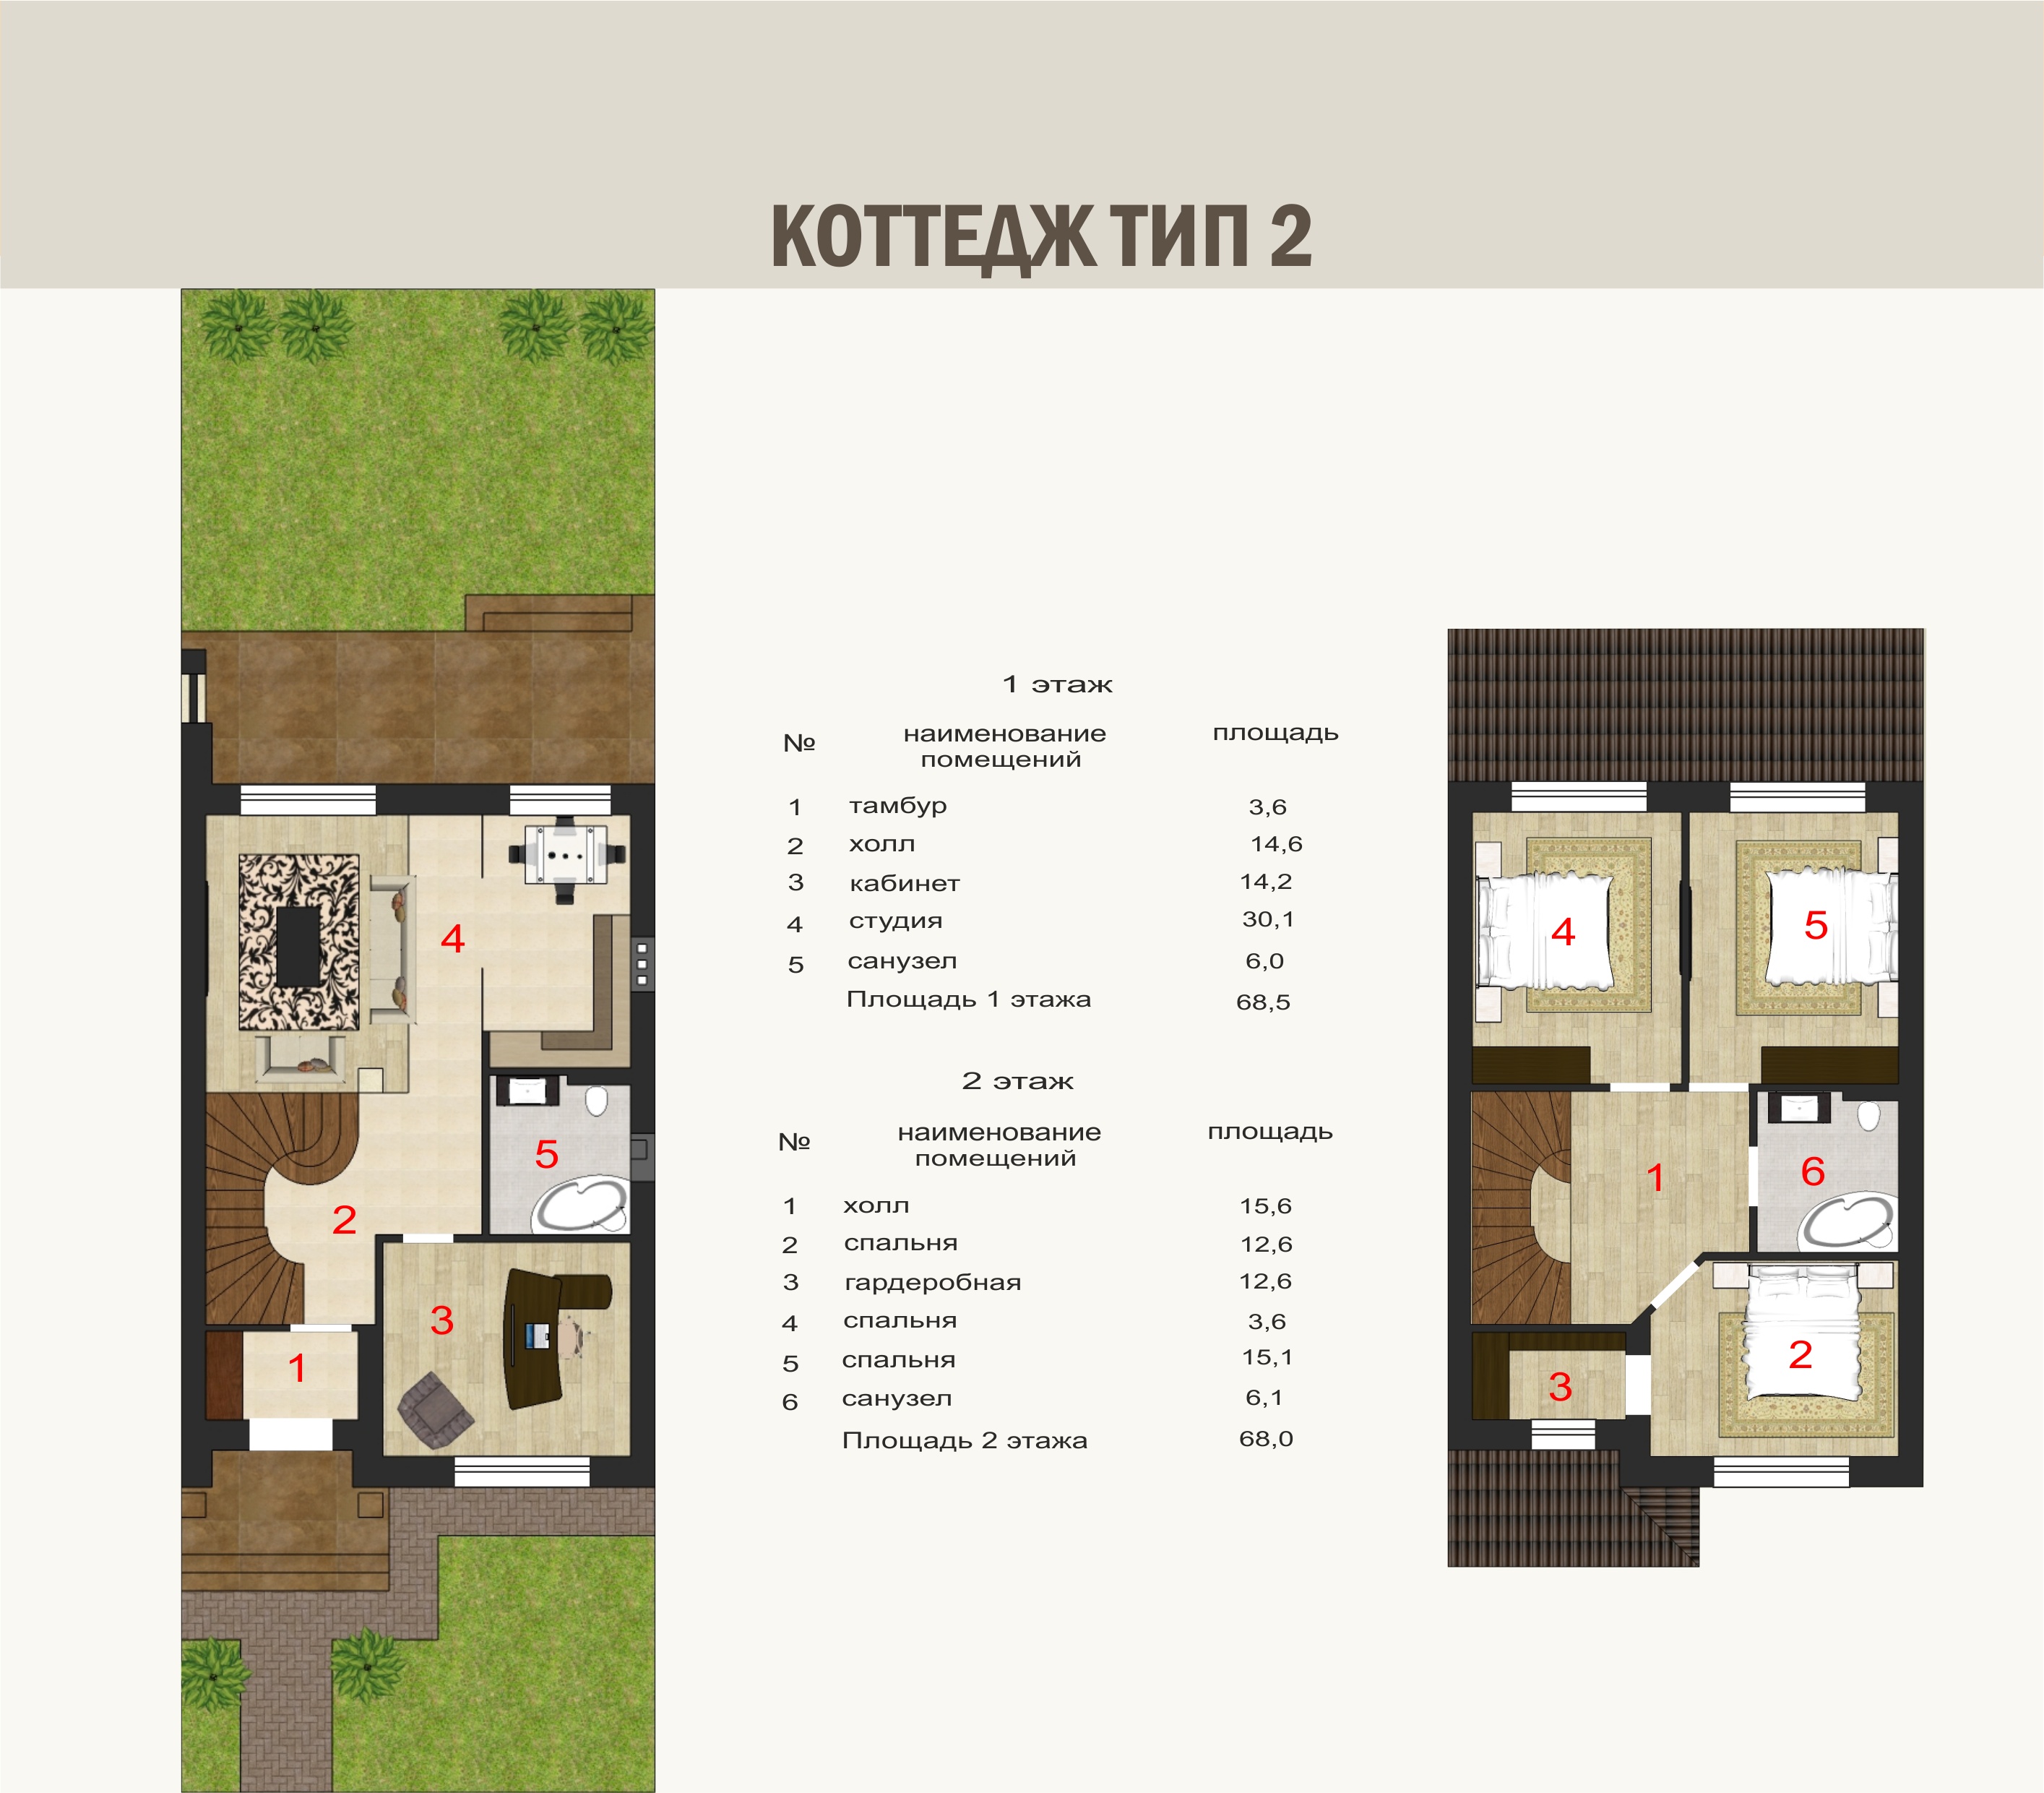 КОТТЕДЖ ТИП 2
1 этаж
№ наименование помещений площадь
1 тамбур 3,6
2 холл 14,6
3 кабинет 14,2
4 студия 30,1
5 санузел 6,0
Площадь 1 этажа 68,5
2 этаж
№ наименование помещений площадь
1 холл 15,6
2 спальня 12,6
3 гардеробная 12,6
4 спальня 3,6
5 спальня 15,1
6 санузел 6,1
Площадь 2 этажа 68,0
4
5
2
3
1
4
5
1
6
2
3